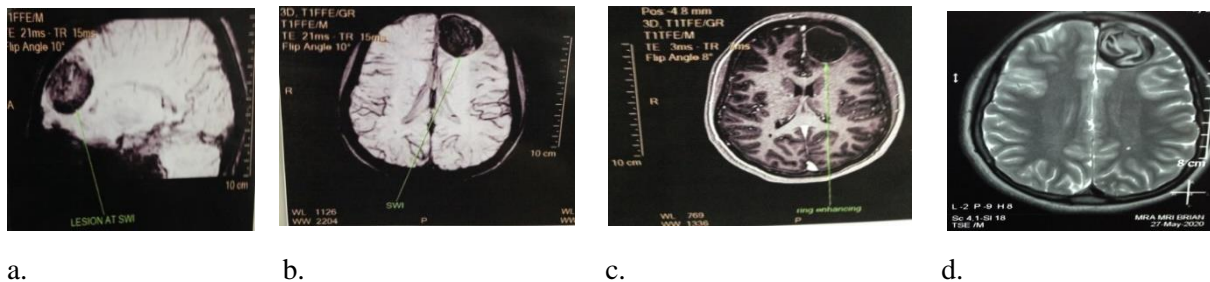 T1FFE/M
TE 21ms - TR 15ms
Flip Angle 10°
A
10 cm
LESION AT SWI
3D, T1FFE/GR
T1FFE/M
TE 21ms - TR 15ms
Flip Angle 10°
R
10 cm
SWI
WL 1126
WW 2204
P
WL
WW
Pos -4.8 mm
3D, T1TFE/GR
T1TFE/M
TE 3ms - TR
Flip Angle 8°
R
10 cm
ring enhancing
WL 769
WW 1336
P
8 cm
L -2 P -9 H 8
Sc 4.1-Sl 18
TSE /M
MRA MRI BRIAN
27-May-2020
a.
b.
c.
d.